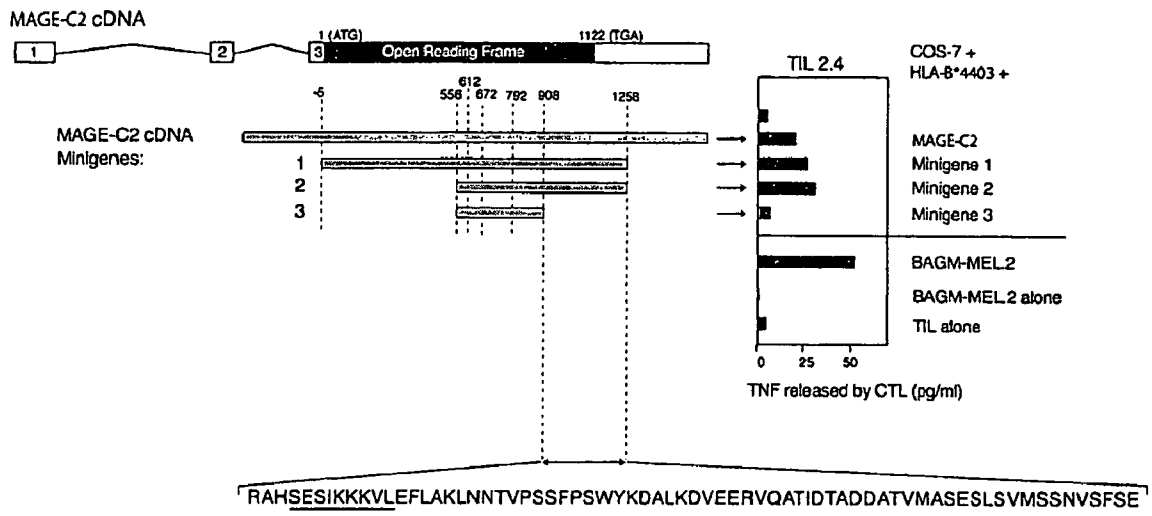 MAGE-C2 cDNA
1 (ATG) 1122 (TGA)
1 2 3 Open Reading Frame
COS-7 +
HLA-B*4403 +
TIL 2.4
-5 558 612 672 792 908 1258
MAGE-C2 cDNA
Minigenes:
1
2
3
MAGE-C2
Minigene 1
Minigene 2
Minigene 3
BAGM-MEL.2
BAGM-MEL.2 alone
TIL alone
0 25 50
TNF released by CTL (pg/ml)
RAHSESIKKKVLEFLAKLNNTVPSSFPSWYKDALKDVEERVQATIDTADDATVMASESLSVMSSNVSFSE